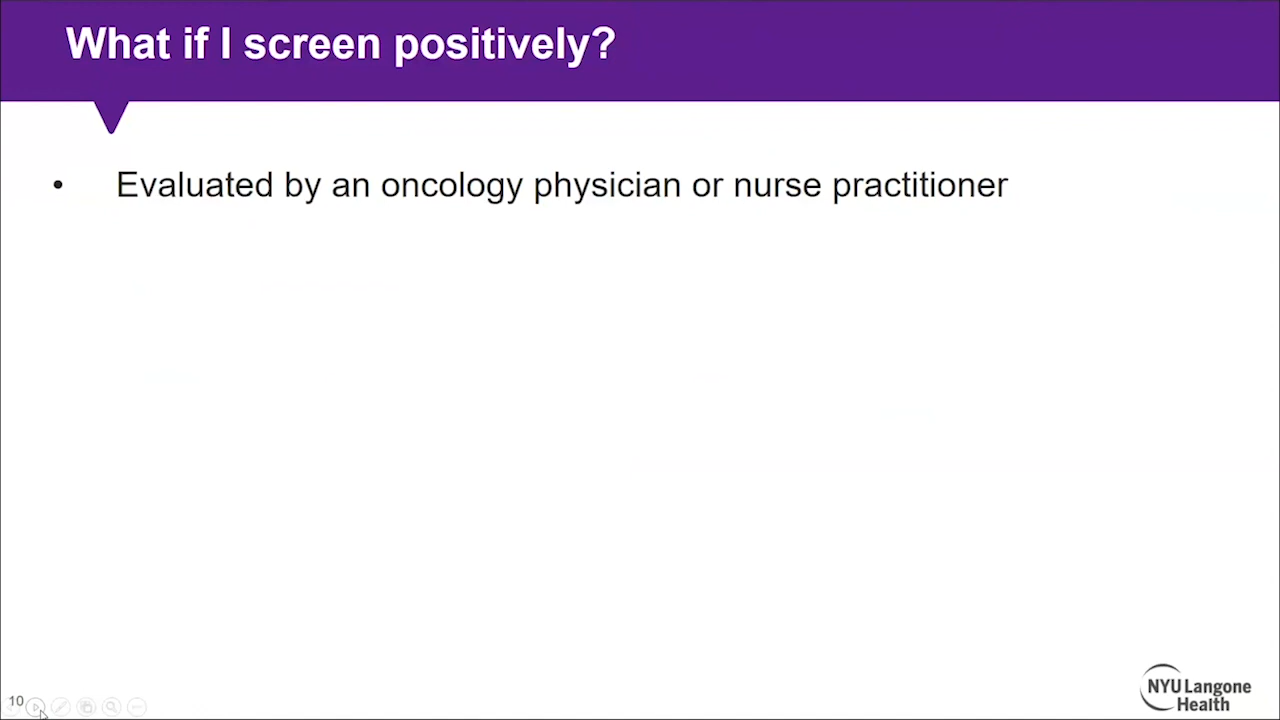 What if I screen positively?
• Evaluated by an oncology physician or nurse practitioner
10
NYU Langone
Health